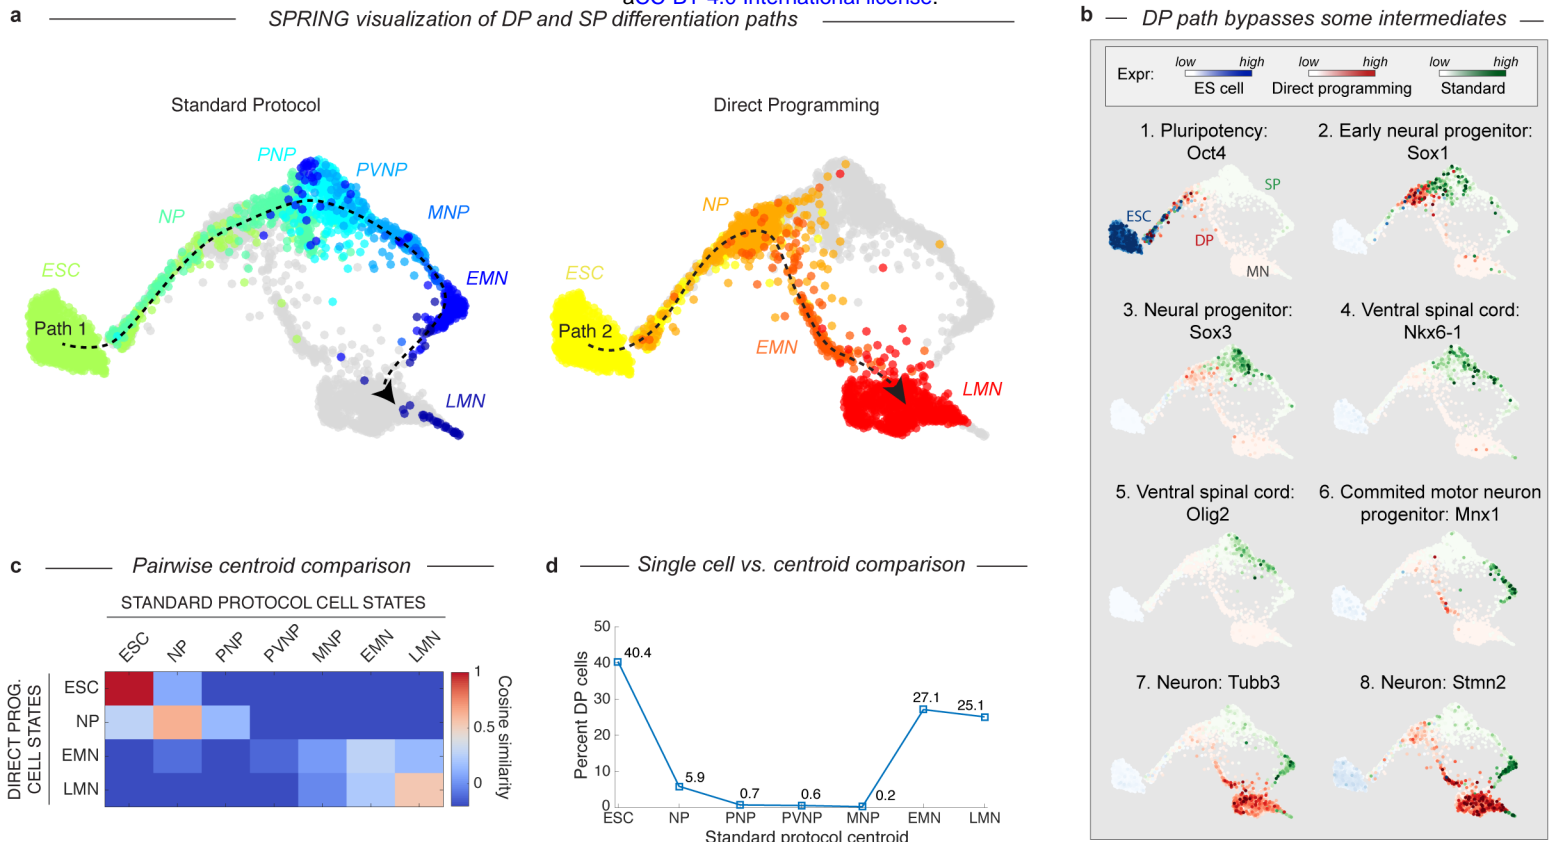 a
SPRING visualization of DP and SP differentiation paths
Standard Protocol
PNP
PVNP
NP
MNP
ESC
EMN
Path 1
LMN
Direct Programming
NP
ESC
Path 2
EMN
LMN
b
DP path bypasses some intermediates
Expr:
low high low high low high
ES cell Direct programming Standard
1. Pluripotency:
Oct4
SP
ESC
DP
MN
2. Early neural progenitor:
Sox1
3. Neural progenitor:
Sox3
4. Ventral spinal cord:
Nkx6-1
5. Ventral spinal cord:
Olig2
6. Commited motor neuron
progenitor: Mnx1
7. Neuron: Tubb3
8. Neuron: Stmn2
c
Pairwise centroid comparison
STANDARD PROTOCOL CELL STATES
ESC NP PNP PVNP MNP EMN LMN
DIRECT PROG.
CELL STATES
ESC
NP
EMN
LMN
1
0.5
0
Cosine similarity
d
Single cell vs. centroid comparison
Percent DP cells
50
40
30
20
10
0
40.4
5.9
0.7
0.6
0.2
27.1
25.1
ESC NP PNP PVNP MNP EMN LMN
Standard protocol centroid